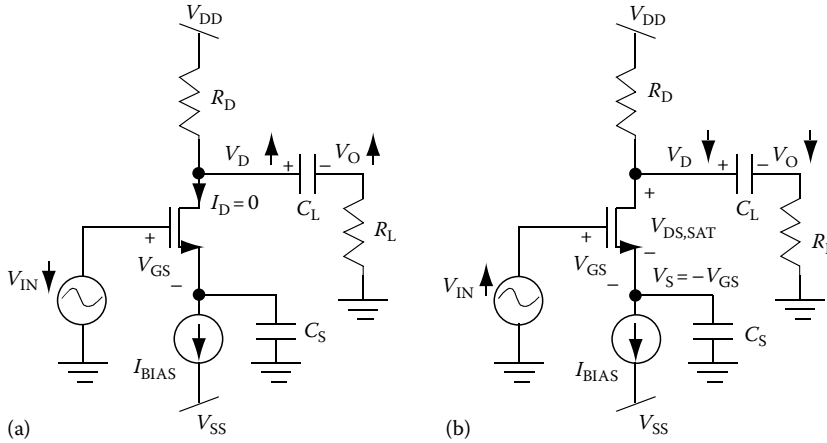 V_DD
R_D
V_D
+
−
V_O
I_D = 0
C_L
+
R_L
V_GS
V_IN
−
C_S
I_BIAS
V_SS
(a)
V_DD
R_D
V_D
+
−
V_O
+
C_L
V_DS,SAT
+
−
V_GS
V_S = −V_GS
V_IN
−
C_S
I_BIAS
V_SS
(b)